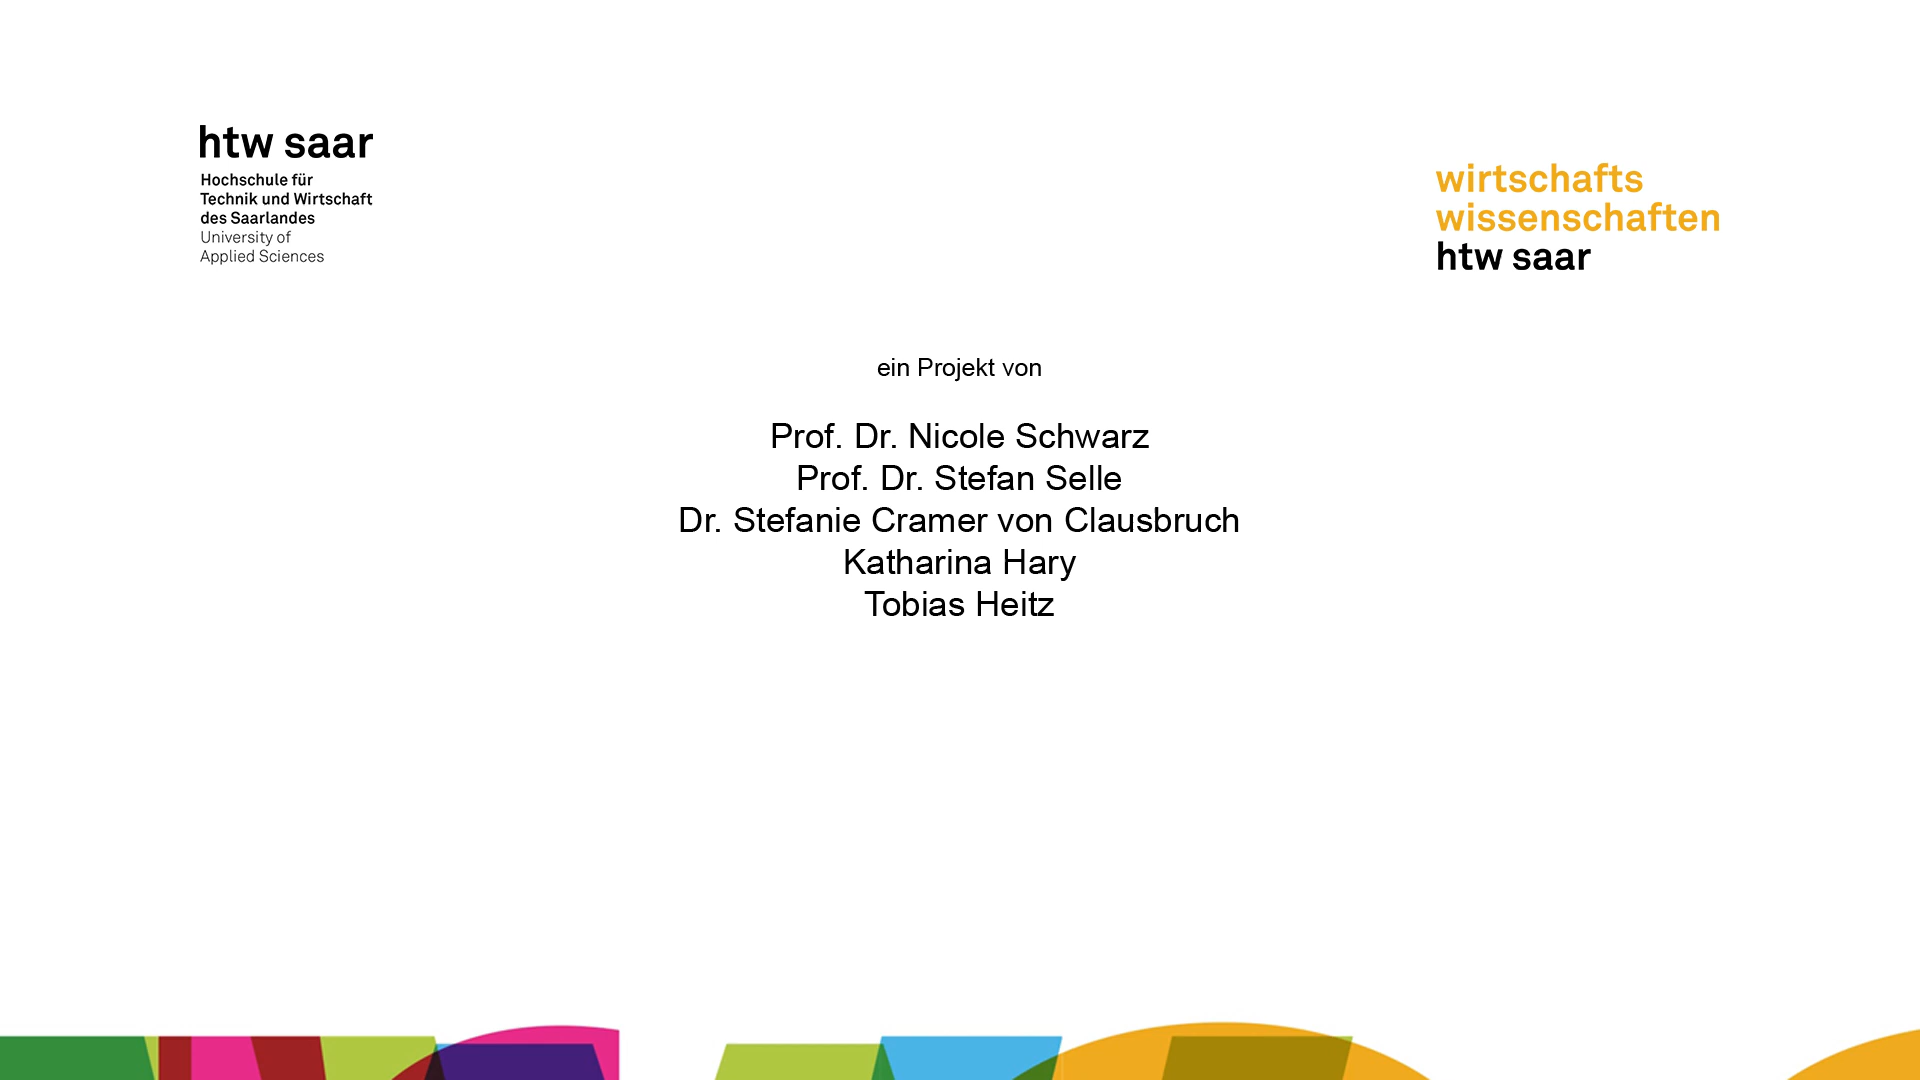 htw saar
Hochschule für
Technik und Wirtschaft
des Saarlandes
University of
Applied Sciences
wirtschafts
wissenschaften
htw saar
ein Projekt von
Prof. Dr. Nicole Schwarz
Prof. Dr. Stefan Selle
Dr. Stefanie Cramer von Clausbruch
Katharina Hary
Tobias Heitz